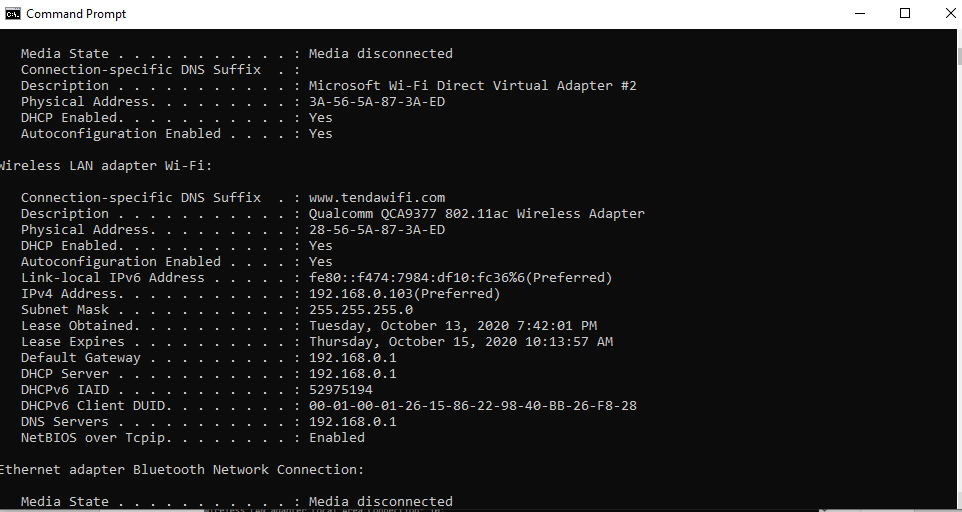 Command Prompt
Media State . . . . . . . . . . . : Media disconnected
Connection-specific DNS Suffix  . :
Description . . . . . . . . . . . : Microsoft Wi-Fi Direct Virtual Adapter #2
Physical Address. . . . . . . . . : 3A-56-5A-87-3A-ED
DHCP Enabled. . . . . . . . . . . : Yes
Autoconfiguration Enabled . . . . : Yes
Wireless LAN adapter Wi-Fi:
Connection-specific DNS Suffix  . : www.tendawifi.com
Description . . . . . . . . . . . : Qualcomm QCA9377 802.11ac Wireless Adapter
Physical Address. . . . . . . . . : 28-56-5A-87-3A-ED
DHCP Enabled. . . . . . . . . . . : Yes
Autoconfiguration Enabled . . . . : Yes
Link-local IPv6 Address . . . . . : fe80::f474:7984:df10:fc36%6(Preferred)
IPv4 Address. . . . . . . . . . . : 192.168.0.103(Preferred)
Subnet Mask . . . . . . . . . . . : 255.255.255.0
Lease Obtained. . . . . . . . . . : Tuesday, October 13, 2020 7:42:01 PM
Lease Expires . . . . . . . . . . : Thursday, October 15, 2020 10:13:57 AM
Default Gateway . . . . . . . . . : 192.168.0.1
DHCP Server . . . . . . . . . . . : 192.168.0.1
DHCPv6 IAID . . . . . . . . . . . : 52975194
DHCPv6 Client DUID. . . . . . . . : 00-01-00-01-26-15-86-22-98-40-BB-26-F8-28
DNS Servers . . . . . . . . . . . : 192.168.0.1
NetBIOS over Tcpip. . . . . . . . : Enabled
Ethernet adapter Bluetooth Network Connection:
Media State . . . . . . . . . . . : Media disconnected